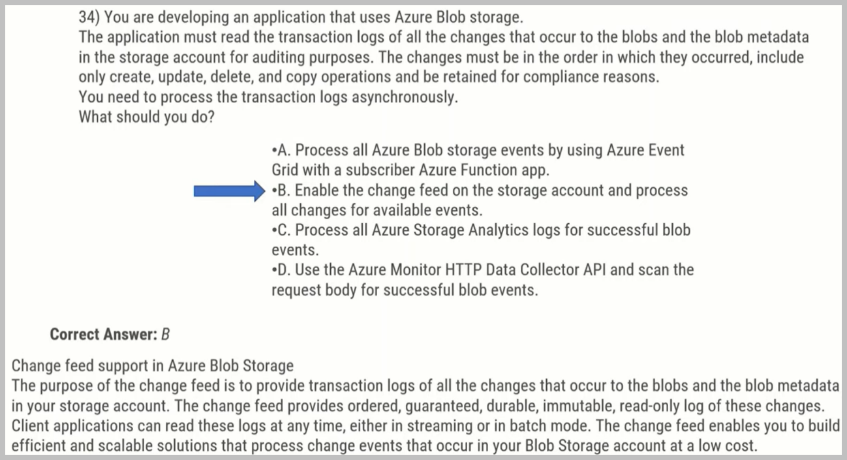 34) You are developing an application that uses Azure Blob storage.
The application must read the transaction logs of all the changes that occur to the blobs and the blob metadata
in the storage account for auditing purposes. The changes must be in the order in which they occurred, include
only create, update, delete, and copy operations and be retained for compliance reasons.
You need to process the transaction logs asynchronously.
What should you do?
•A. Process all Azure Blob storage events by using Azure Event
Grid with a subscriber Azure Function app.
•B. Enable the change feed on the storage account and process
all changes for available events.
•C. Process all Azure Storage Analytics logs for successful blob
events.
•D. Use the Azure Monitor HTTP Data Collector API and scan the
request body for successful blob events.
Correct Answer: B
Change feed support in Azure Blob Storage
The purpose of the change feed is to provide transaction logs of all the changes that occur to the blobs and the blob metadata
in your storage account. The change feed provides ordered, guaranteed, durable, immutable, read-only log of these changes.
Client applications can read these logs at any time, either in streaming or in batch mode. The change feed enables you to build
efficient and scalable solutions that process change events that occur in your Blob Storage account at a low cost.